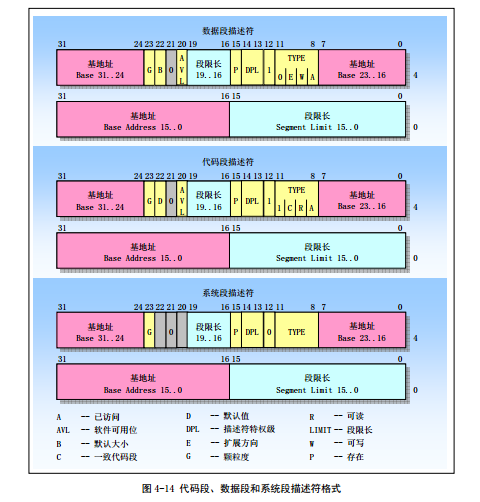 数据段描述符
31 24 23 22 21 20 19 16 15 14 13 12 11 8 7 0
基地址 Base 31..24 G B 0 AVL 段限长 19..16 P DPL 1 TYPE 0 E W A 基地址 Base 23..16 4
31 16 15 0
基地址 Base Address 15..0 段限长 Segment Limit 15..0 0
代码段描述符
31 24 23 22 21 20 19 16 15 14 13 12 11 8 7 0
基地址 Base 31..24 G D 0 AVL 段限长 19..16 P DPL 1 TYPE 1 C R A 基地址 Base 23..16 4
31 16 15 0
基地址 Base Address 15..0 段限长 Segment Limit 15..0 0
系统段描述符
31 24 23 22 21 20 19 16 15 14 13 12 11 8 7 0
基地址 Base 31..24 G 0 段限长 19..16 P DPL 0 TYPE 基地址 Base 23..16 4
31 16 15 0
基地址 Base Address 15..0 段限长 Segment Limit 15..0 0
A -- 已访问 D -- 默认值 R -- 可读
AVL -- 软件可用位 DPL -- 描述符特权级 LIMIT -- 段限长
B -- 默认大小 E -- 扩展方向 W -- 可写
C -- 一致代码段 G -- 颗粒度 P -- 存在
图 4-14 代码段、数据段和系统段描述符格式